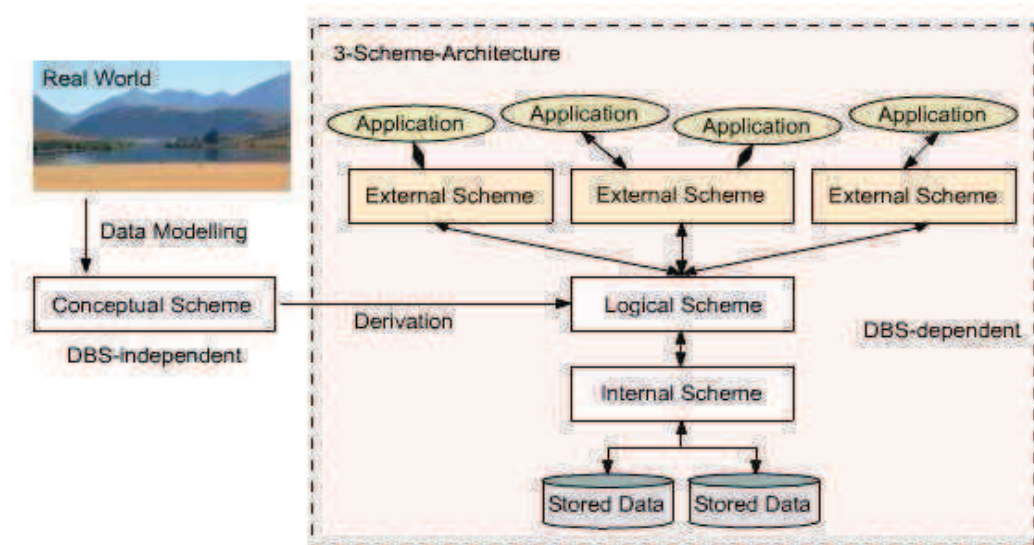 3-Scheme-Architecture
Real World
Application
Application
Application
Application
External Scheme
External Scheme
External Scheme
Data Modelling
Conceptual Scheme
Derivation
Logical Scheme
DBS-dependent
DBS-independent
Internal Scheme
Stored Data
Stored Data